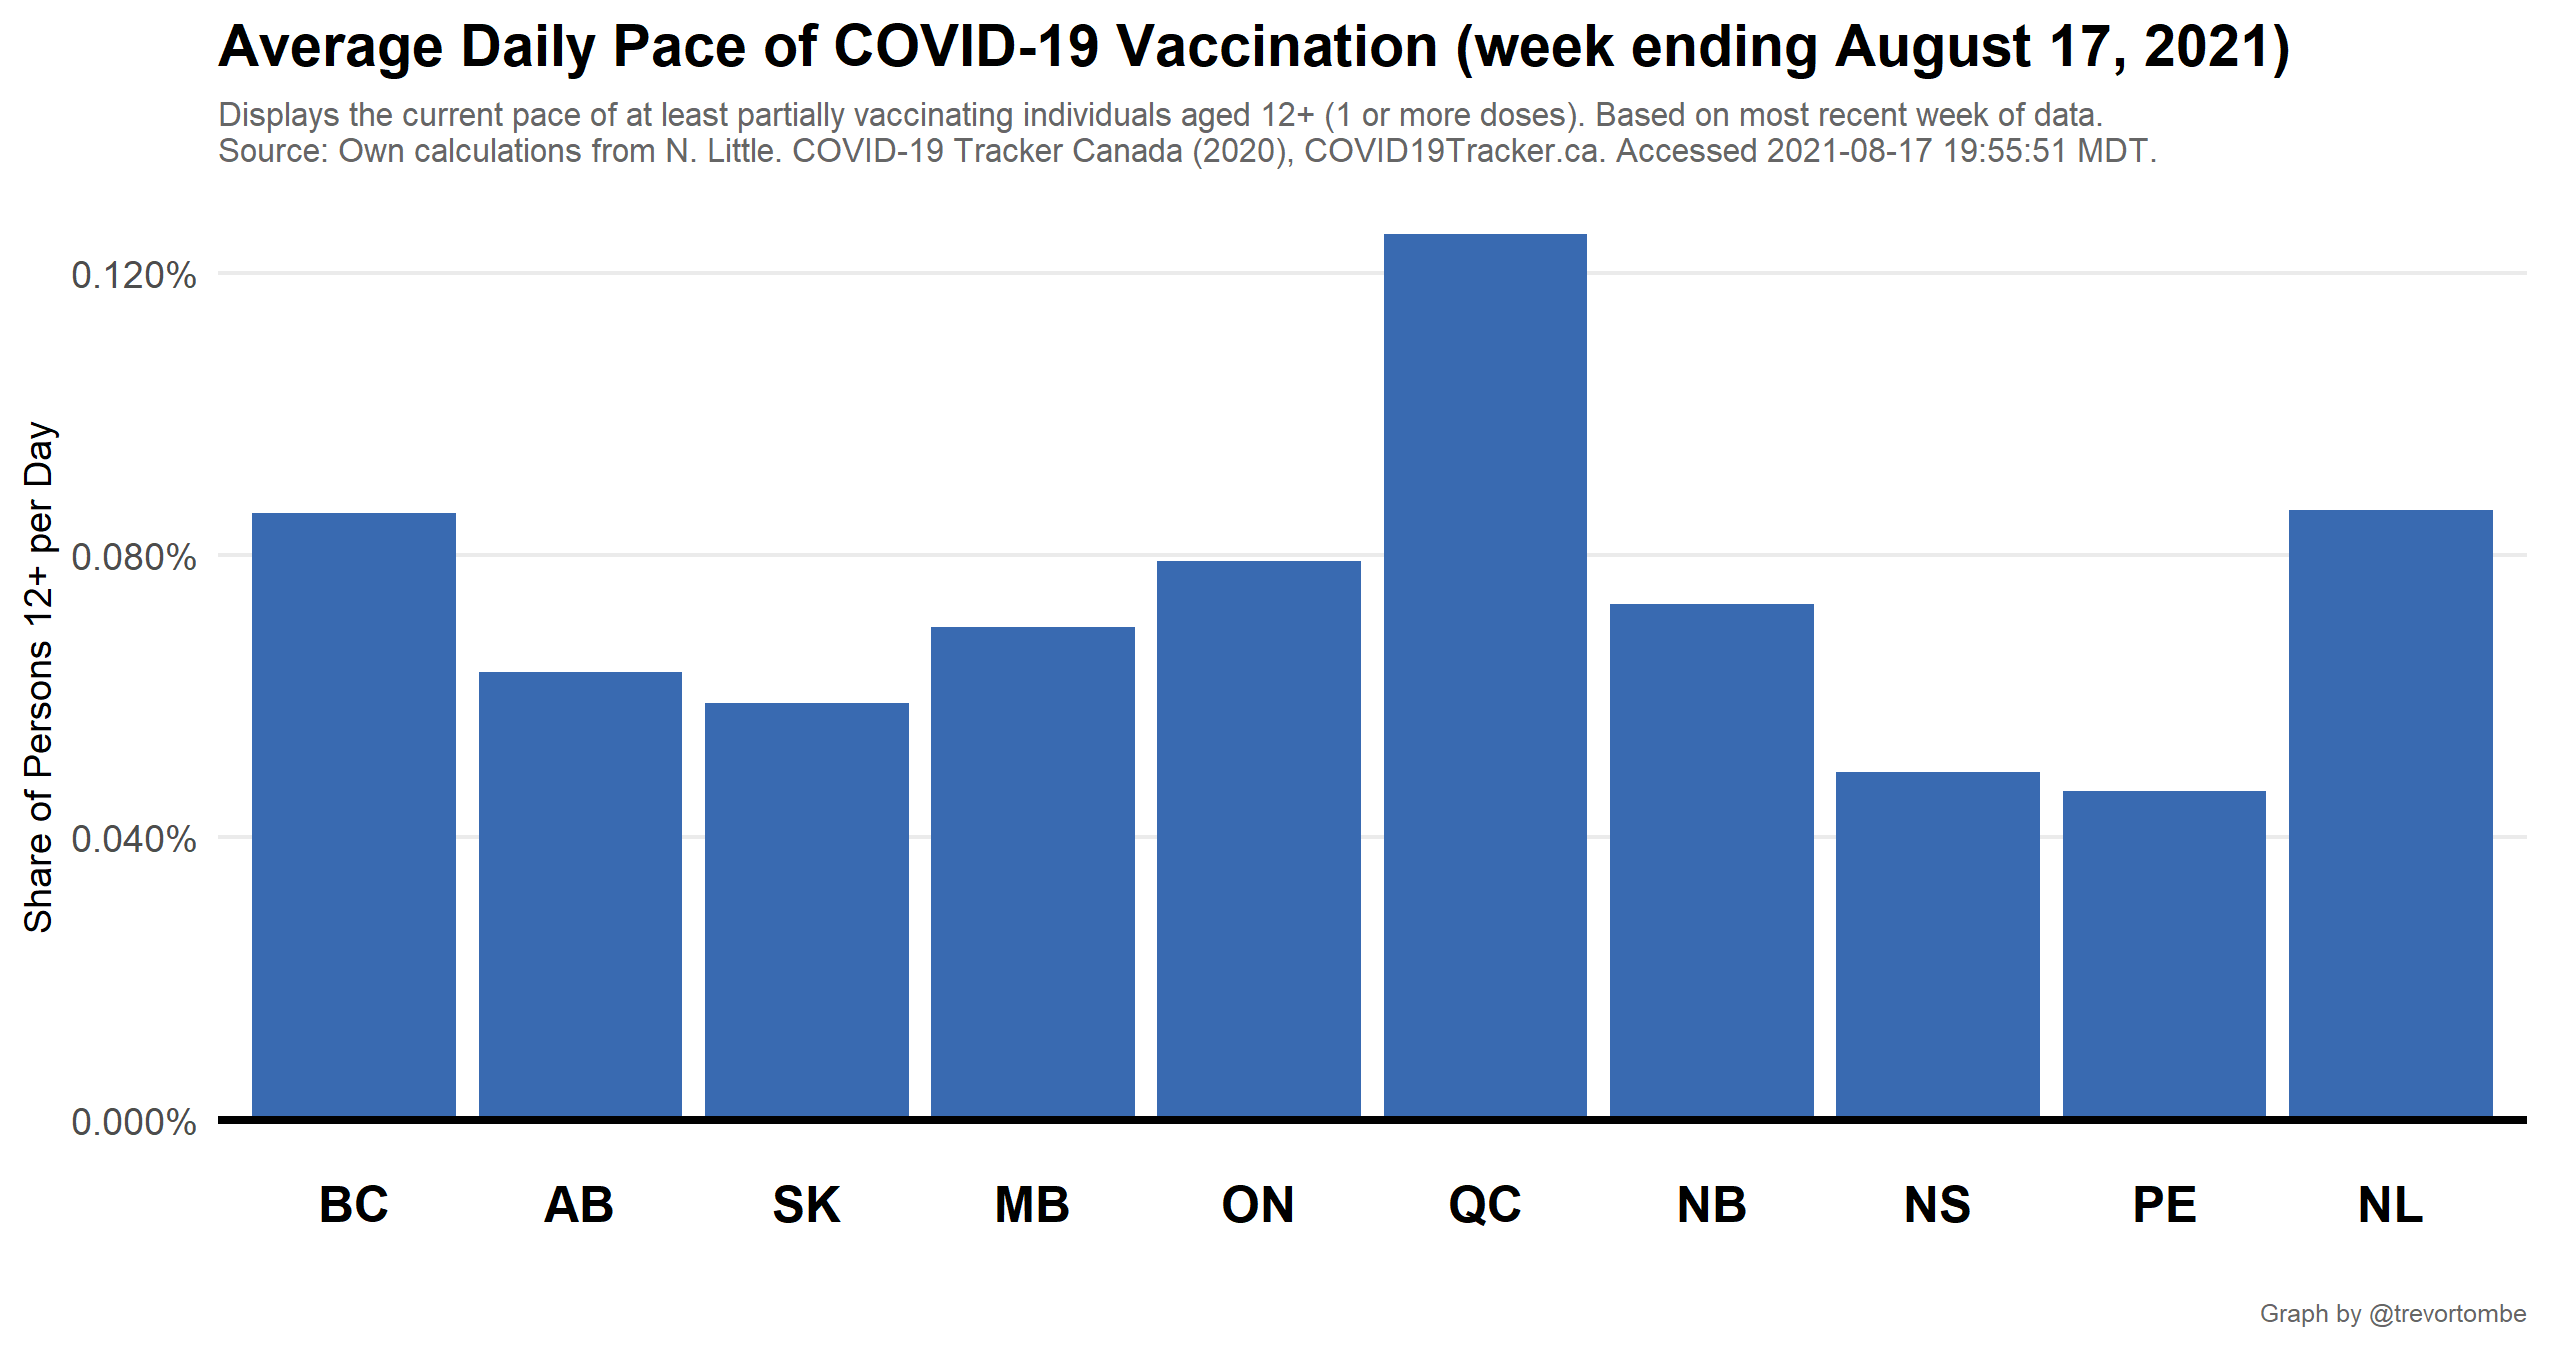 Average Daily Pace of COVID-19 Vaccination (week ending August 17, 2021)
Displays the current pace of at least partially vaccinating individuals aged 12+ (1 or more doses). Based on most recent week of data.
Source: Own calculations from N. Little. COVID-19 Tracker Canada (2020), COVID19Tracker.ca. Accessed 2021-08-17 19:55:51 MDT.
Share of Persons 12+ per Day
0.120%
0.080%
0.040%
0.000%
BC AB SK MB ON QC NB NS PE NL
Graph by @trevortombe